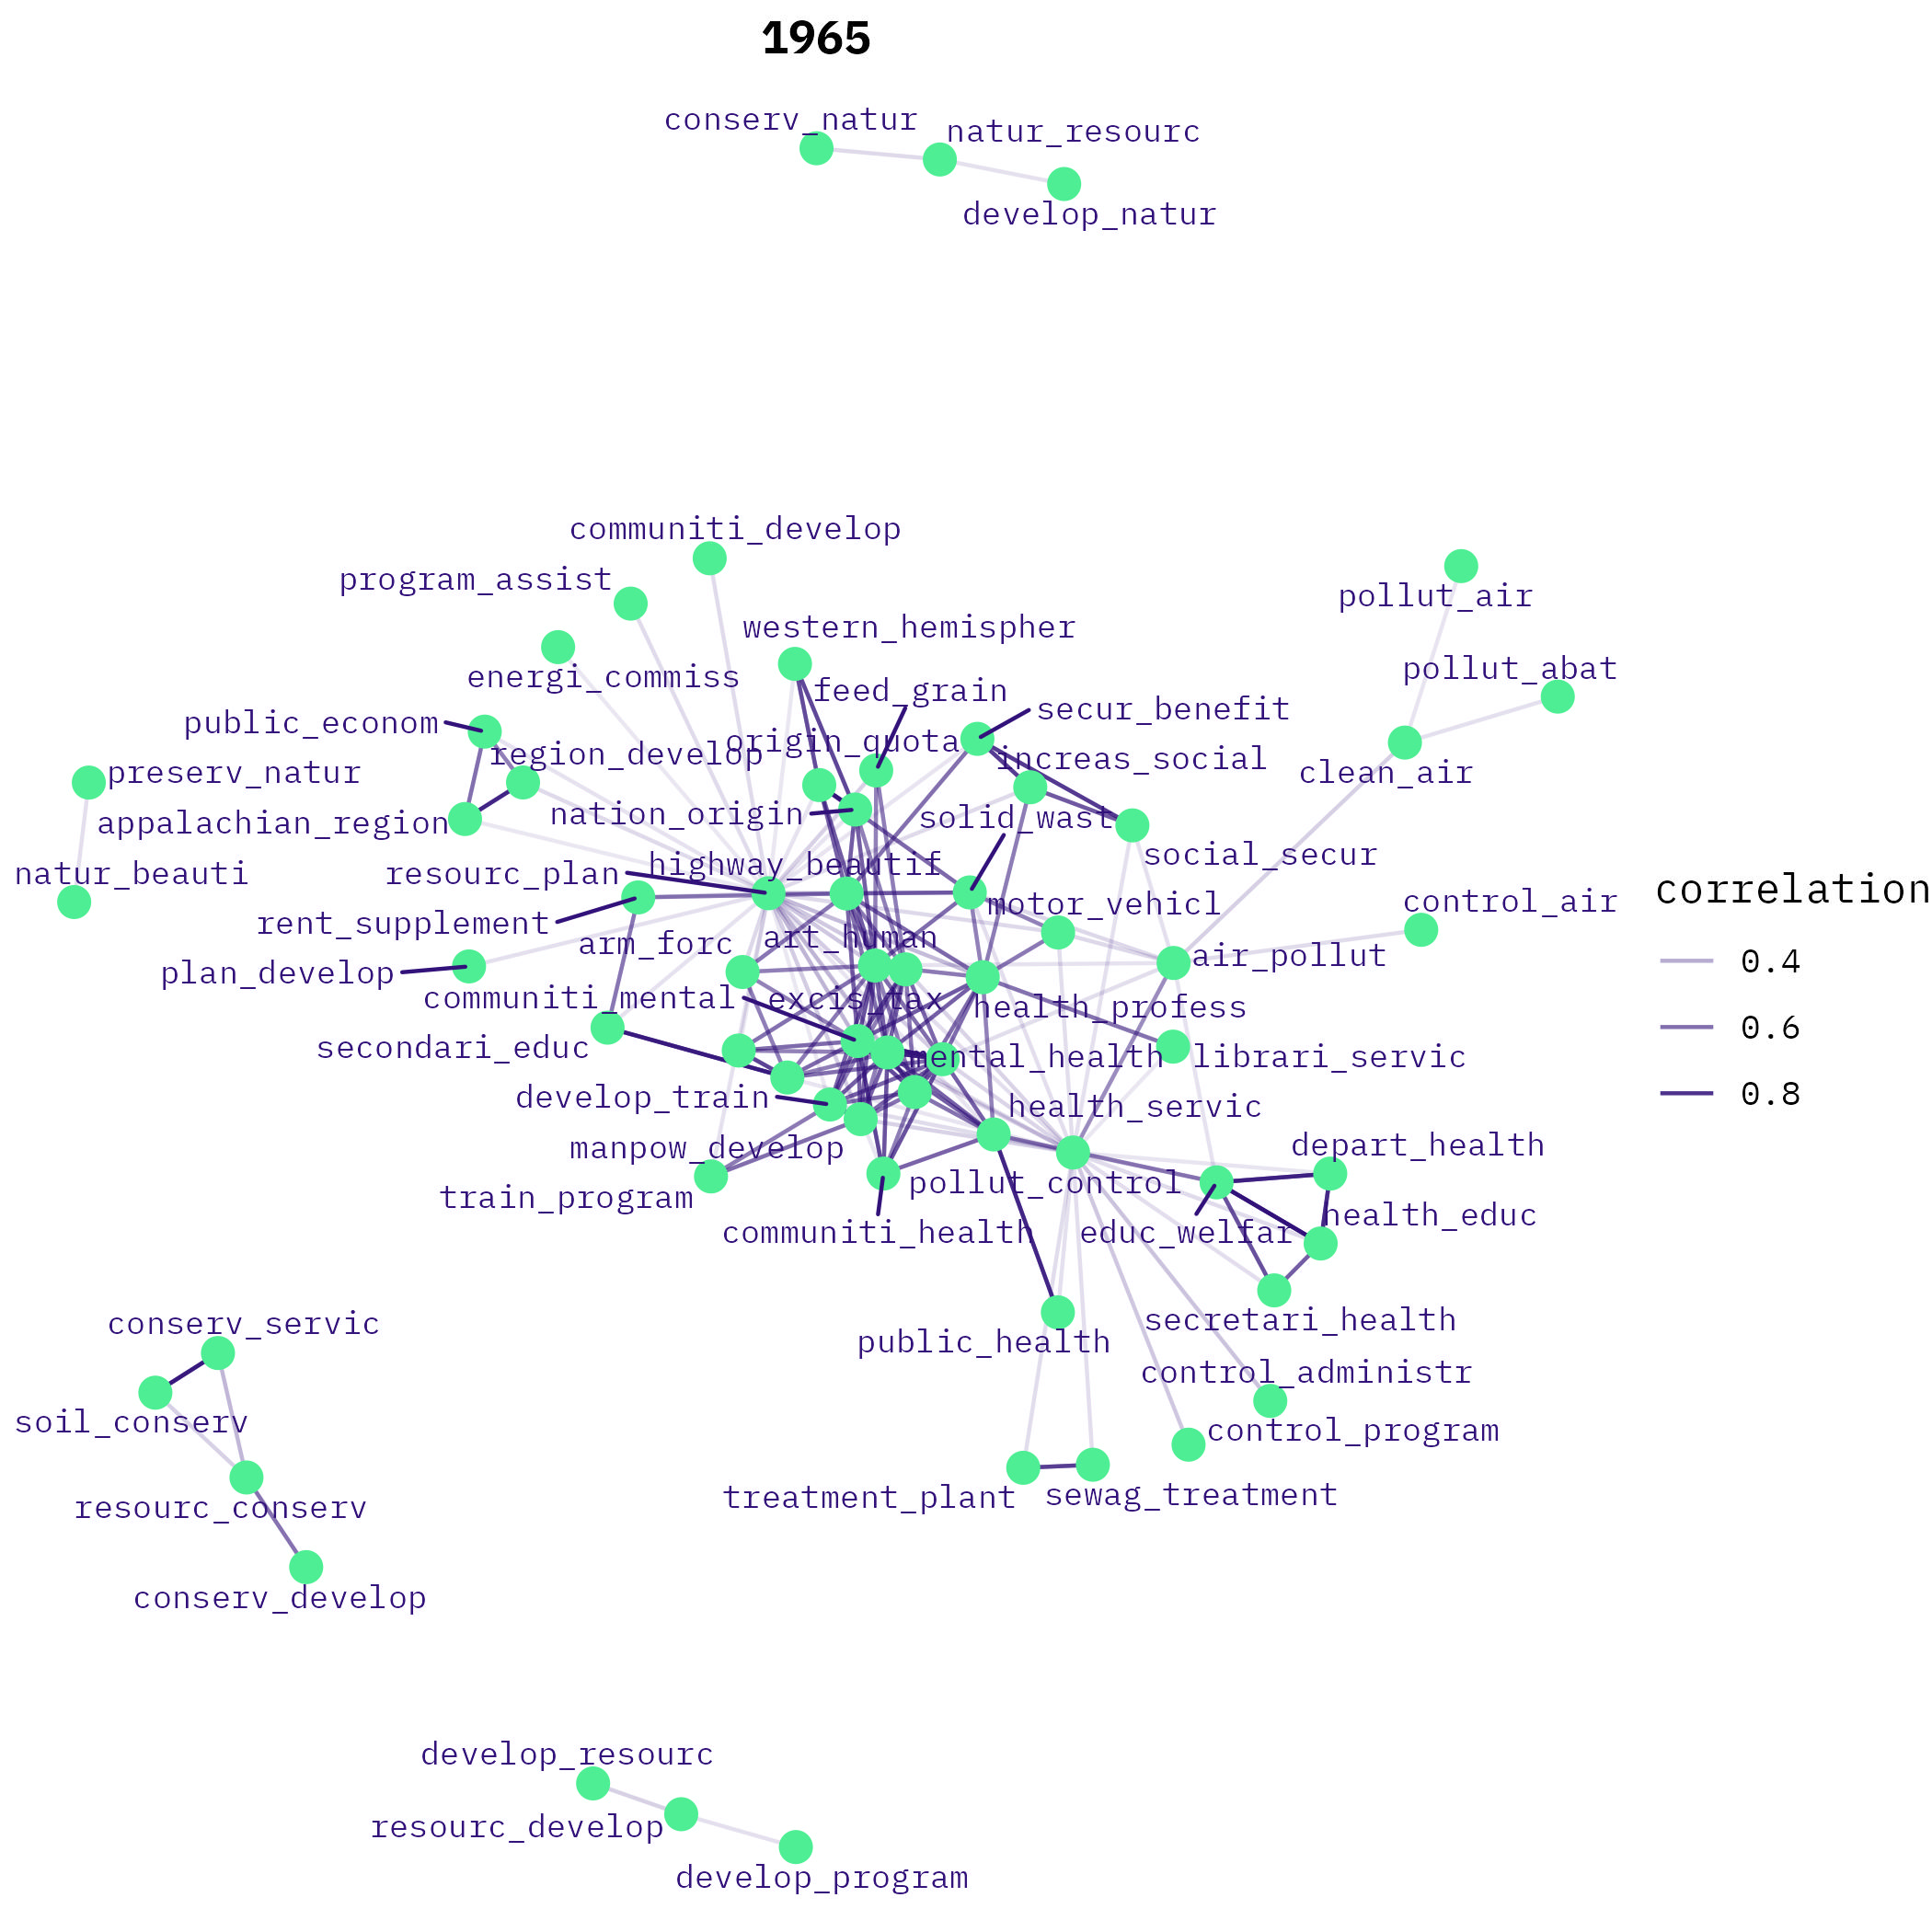 1965
conserv_natur
natur_resourc
develop_natur
communiti_develop
pollut_air
program_assist
western_hemispher
pollut_abat
energi_commiss
feed_grain
secur_benefit
public_econom
origin_quota
region_develop
increas_social
clean_air
preserv_natur
nation_origin
solid_wast
appalachian_region
social_secur
highway_beautif
natur_beauti
resourc_plan
correlation
motor_vehicl
control_air
rent_supplement
arm_forc
art_human
air_pollut
0.4
plan_develop
communiti_mental
excis_tax
health_profess
0.6
secondari_educ
mental_health
librari_servic
develop_train
health_servic
0.8
manpow_develop
depart_health
train_program
pollut_control
health_educ
communiti_health
educ_welfar
conserv_servic
public_health
secretari_health
control_administr
soil_conserv
control_program
resourc_conserv
treatment_plant
sewag_treatment
conserv_develop
develop_resourc
resourc_develop
develop_program